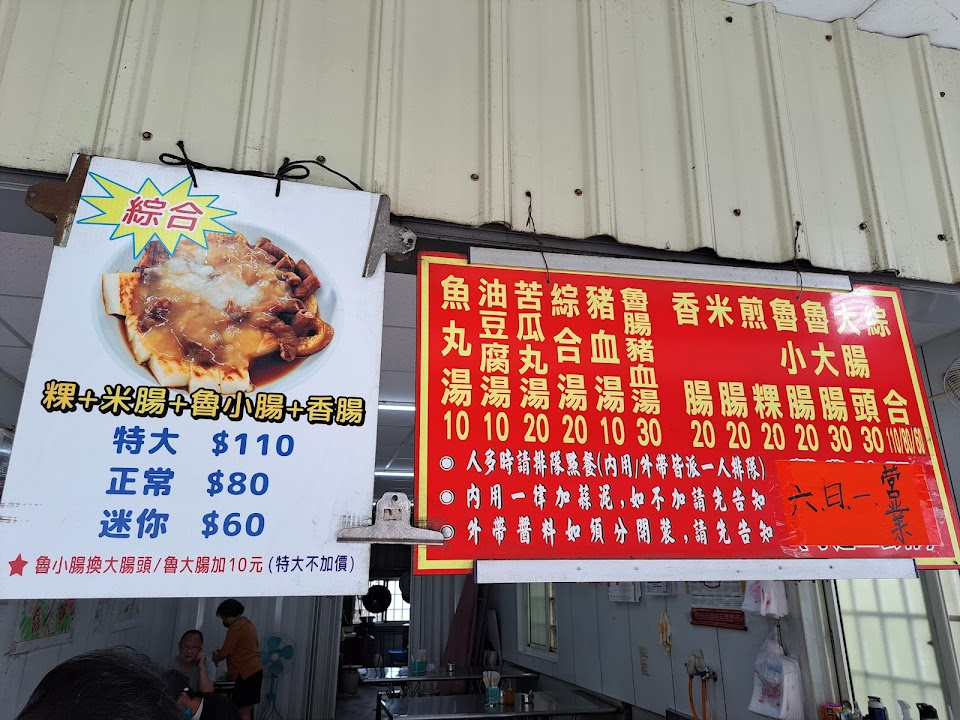 綜合
粿+米腸+魯小腸+香腸
特大 $110
正常 $80
迷你 $60
★魯小腸換大腸頭/魯大腸加10元(特大不加價)
綜合 110/80/60
大腸頭 30
魯大腸 30
魯小腸 20
煎粿 20
米腸 20
香腸 20
魯腸豬血湯 30
豬血湯 10
綜合湯 20
苦瓜丸湯 20
油豆腐湯 10
魚丸湯 10
◉人多時請排隊點餐(內用/外帶皆派一人排隊)
◉內用一律加蒜泥,如不加請先告知
◉外帶醬料如須分開裝,請先告知
六.日.一.營業